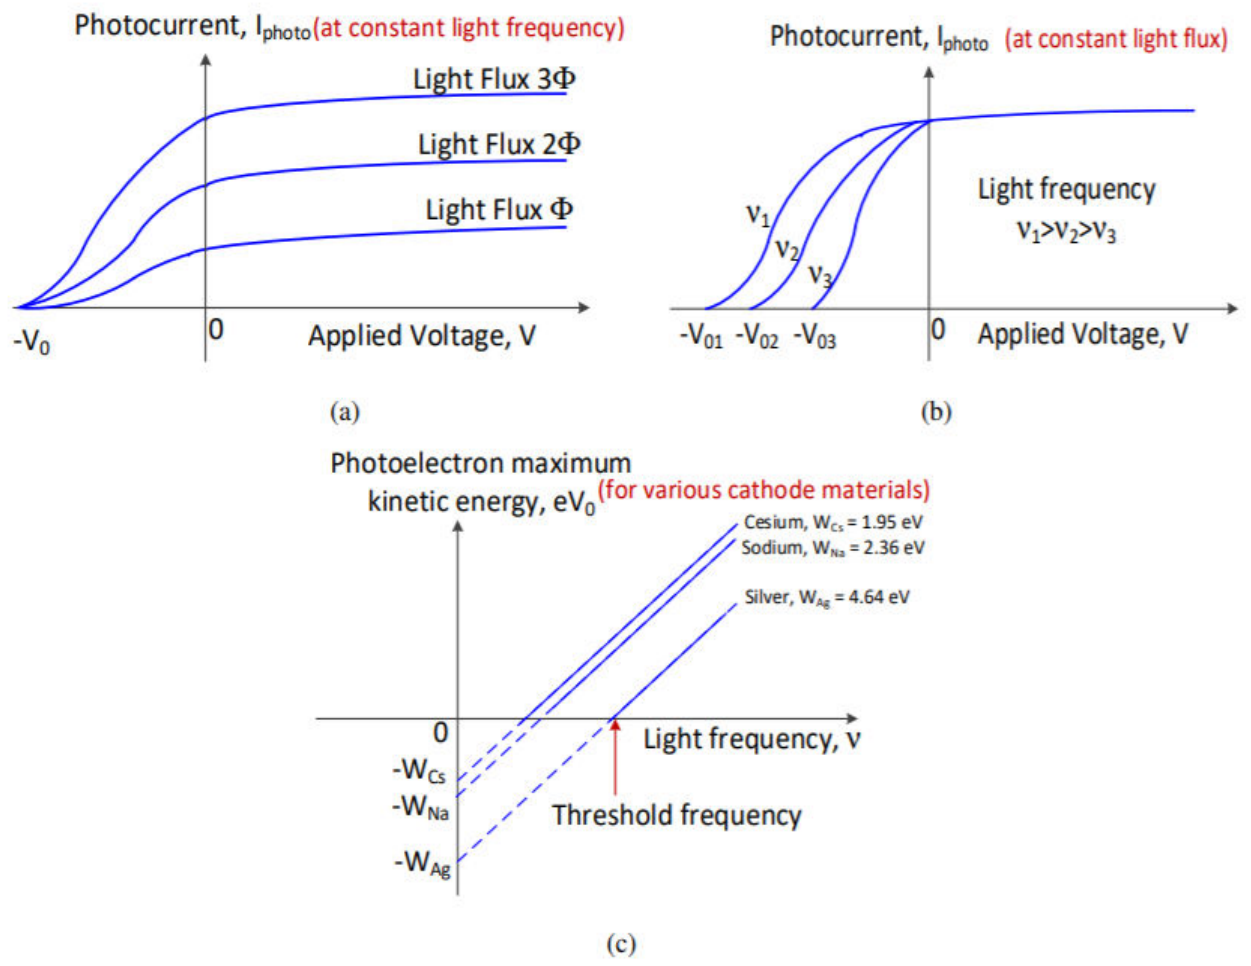 Photocurrent, Iphoto (at constant light frequency)
Light Flux 3Φ
Light Flux 2Φ
Light Flux Φ
-V0
0
Applied Voltage, V
(a)
Photocurrent, Iphoto (at constant light flux)
Light frequency
ν1>ν2>ν3
ν1
ν2
ν3
-V01 -V02 -V03
0
Applied Voltage, V
(b)
Photoelectron maximum
kinetic energy, eV0 (for various cathode materials)
Cesium, WCs = 1.95 eV
Sodium, WNa = 2.36 eV
Silver, WAg = 4.64 eV
0
Light frequency, ν
-WCs
-WNa
-WAg
Threshold frequency
(c)